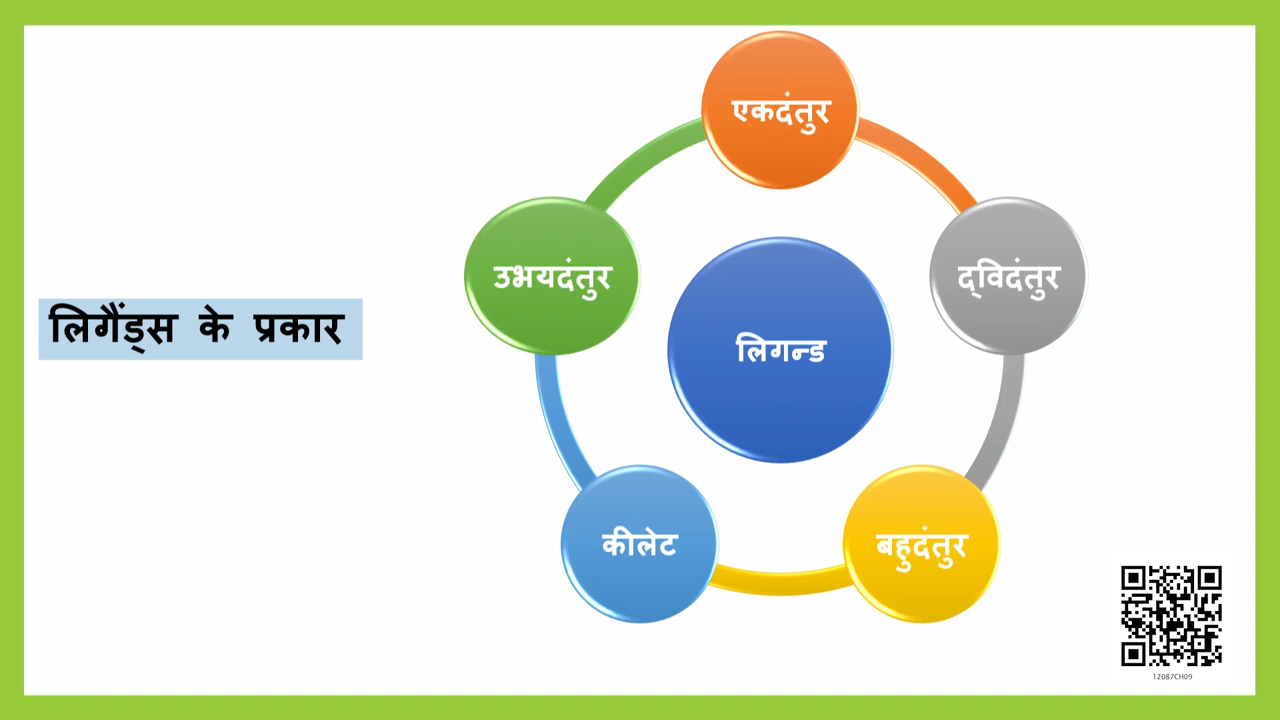 लिगैंड्स के प्रकार
एकदंतुर
द्विदंतुर
बहुदंतुर
कीलेट
उभयदंतुर
लिगन्ड
12087CH09